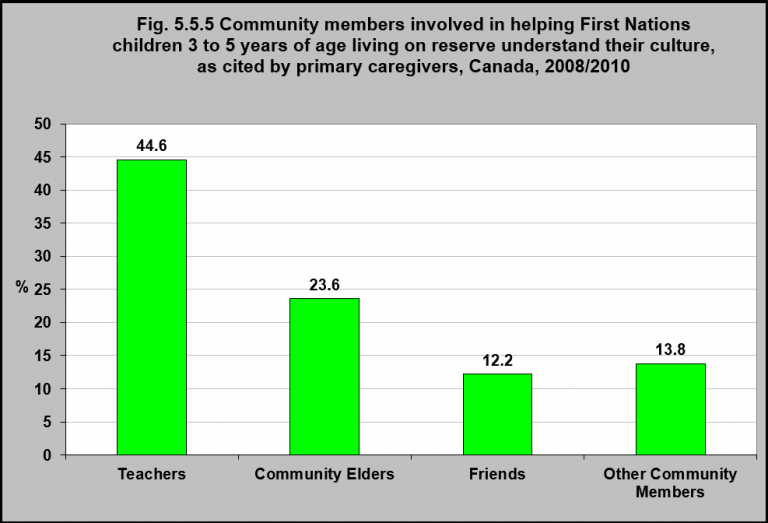 Fig. 5.5.5 Community members involved in helping First Nations
children 3 to 5 years of age living on reserve understand their culture,
as cited by primary caregivers, Canada, 2008/2010
50
45
40
35
30
25
20
15
10
5
0
%
44.6
23.6
12.2
13.8
Teachers
Community Elders
Friends
Other Community
Members